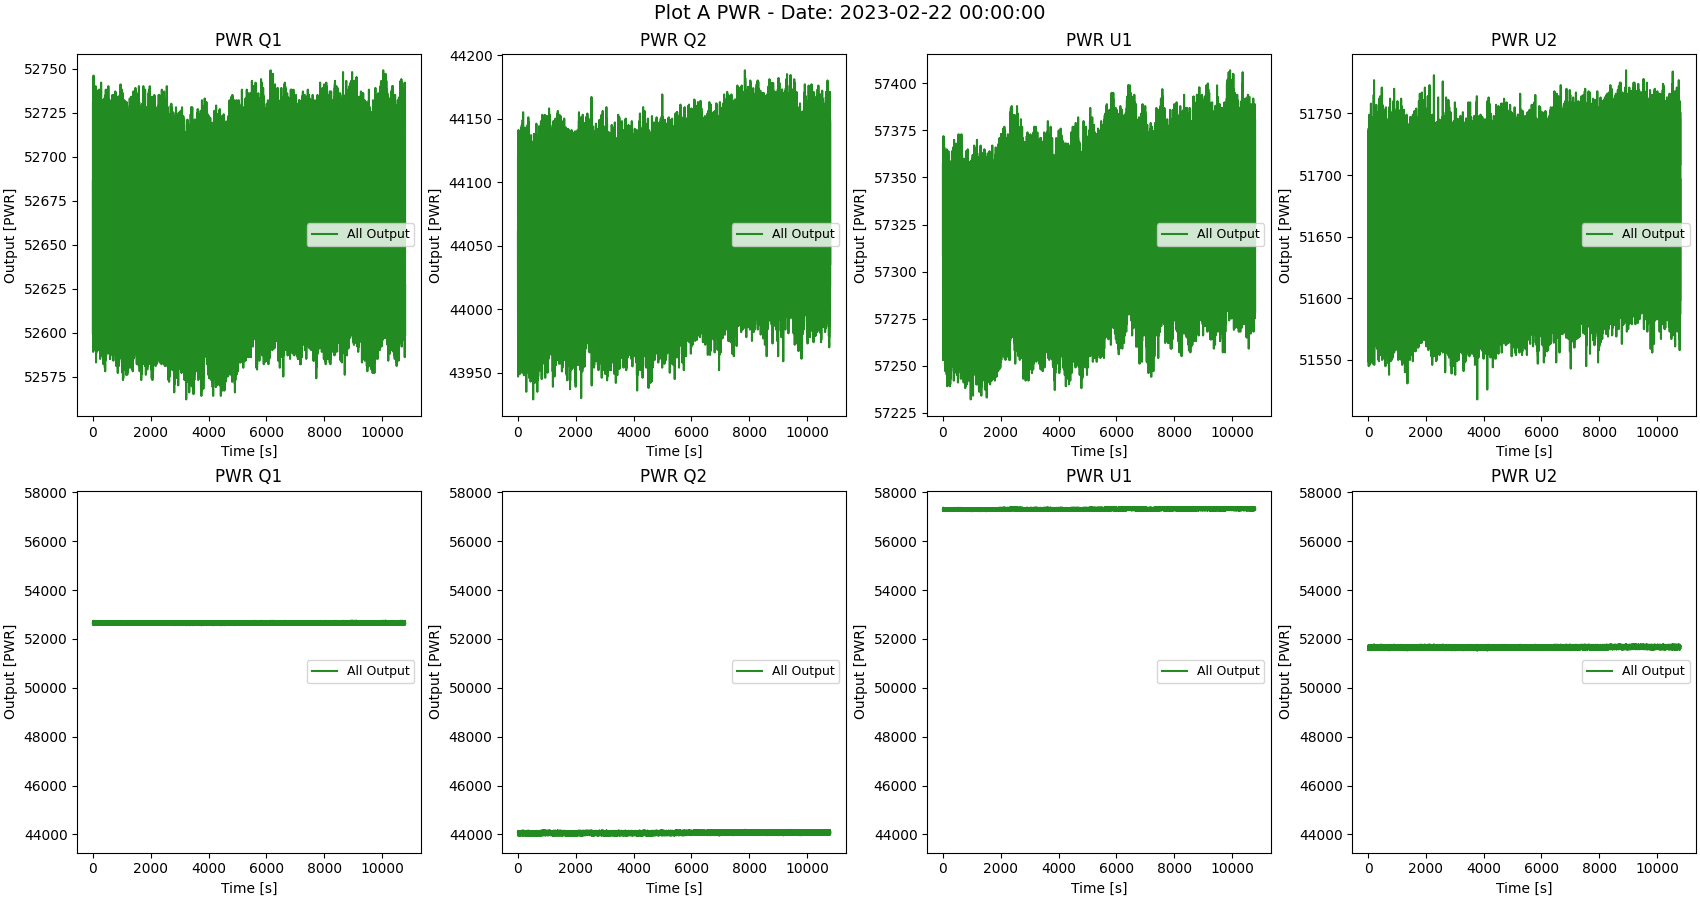 Plot A PWR - Date: 2023-02-22 00:00:00
PWR Q1
52750
52725
52700
52675
52650
52625
52600
52575
Output [PWR]
All Output
0 2000 4000 6000 8000 10000
Time [s]
PWR Q2
44200
44150
44100
44050
44000
43950
Output [PWR]
All Output
0 2000 4000 6000 8000 10000
Time [s]
PWR U1
57400
57375
57350
57325
57300
57275
57250
57225
Output [PWR]
All Output
0 2000 4000 6000 8000 10000
Time [s]
PWR U2
51750
51700
51650
51600
51550
Output [PWR]
All Output
0 2000 4000 6000 8000 10000
Time [s]
PWR Q1
58000
56000
54000
52000
50000
48000
46000
44000
Output [PWR]
All Output
0 2000 4000 6000 8000 10000
Time [s]
PWR Q2
58000
56000
54000
52000
50000
48000
46000
44000
Output [PWR]
All Output
0 2000 4000 6000 8000 10000
Time [s]
PWR U1
58000
56000
54000
52000
50000
48000
46000
44000
Output [PWR]
All Output
0 2000 4000 6000 8000 10000
Time [s]
PWR U2
58000
56000
54000
52000
50000
48000
46000
44000
Output [PWR]
All Output
0 2000 4000 6000 8000 10000
Time [s]